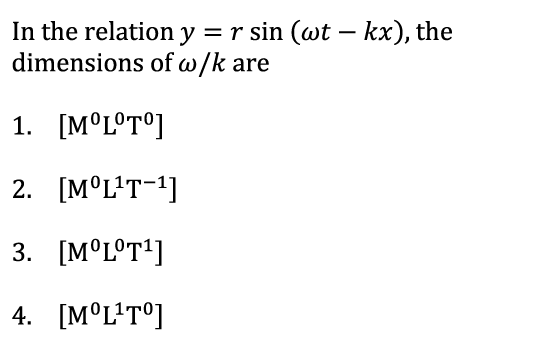 In the relation y = r sin (ωt − kx), the
dimensions of ω/k are
1. [M⁰L⁰T⁰]
2. [M⁰L¹T⁻¹]
3. [M⁰L⁰T¹]
4. [M⁰L¹T⁰]